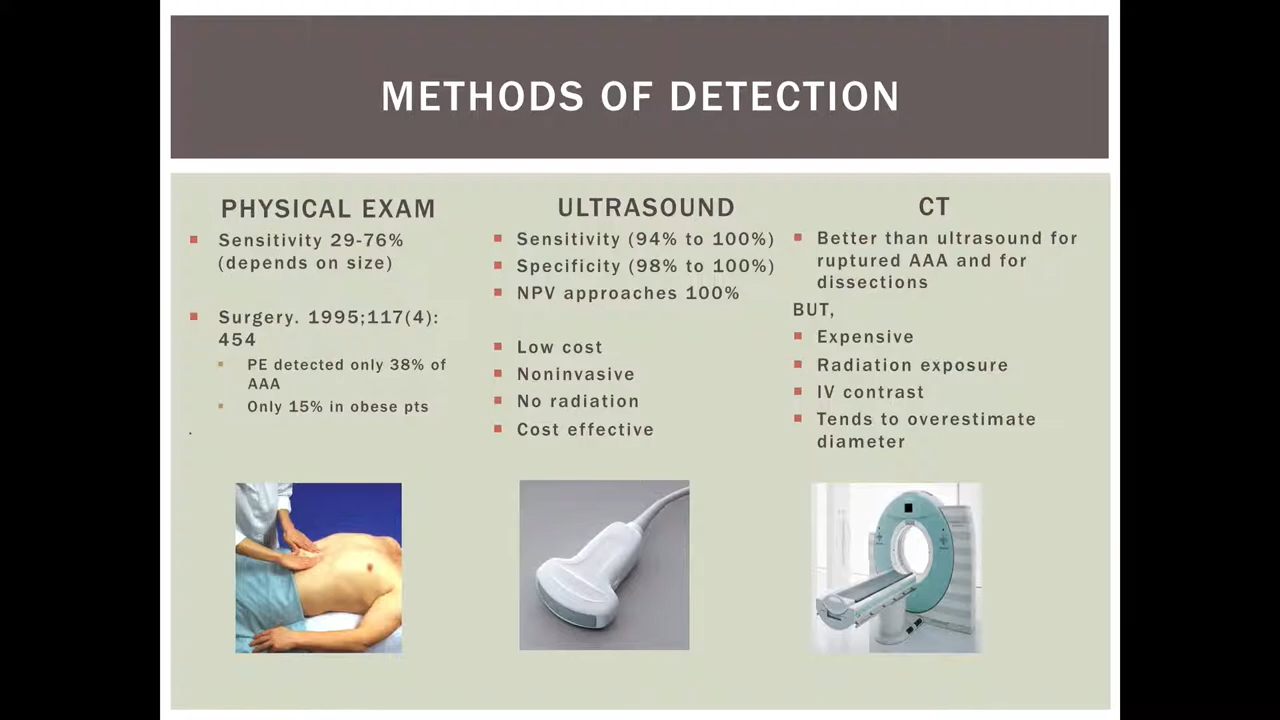 METHODS OF DETECTION
PHYSICAL EXAM
Sensitivity 29-76%
(depends on size)
Surgery. 1995;117(4):
454
PE detected only 38% of
AAA
Only 15% in obese pts
.
ULTRASOUND
Sensitivity (94% to 100%)
Specificity (98% to 100%)
NPV approaches 100%
Low cost
Noninvasive
No radiation
Cost effective
CT
Better than ultrasound for
ruptured AAA and for
dissections
BUT,
Expensive
Radiation exposure
IV contrast
Tends to overestimate
diameter